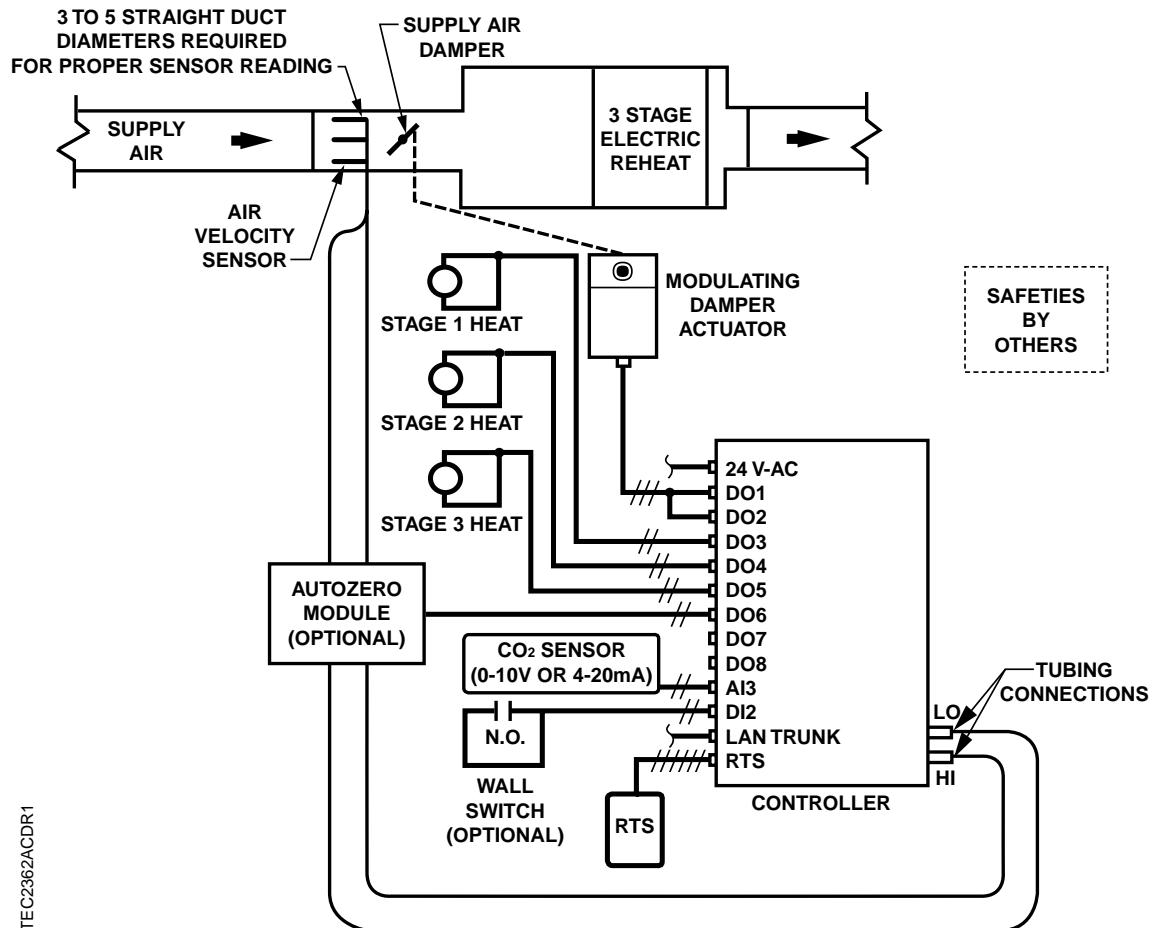 3 TO 5 STRAIGHT DUCT
DIAMETERS REQUIRED
FOR PROPER SENSOR READING
SUPPLY AIR
DAMPER
SUPPLY
AIR
3 STAGE
ELECTRIC
REHEAT
AIR
VELOCITY
SENSOR
STAGE 1 HEAT
MODULATING
DAMPER
ACTUATOR
SAFETIES
BY
OTHERS
STAGE 2 HEAT
STAGE 3 HEAT
24 V-AC
DO1
DO2
DO3
DO4
DO5
DO6
DO7
DO8
AI3
DI2
LAN TRUNK
RTS
AUTOZERO
MODULE
(OPTIONAL)
CO2 SENSOR
(0-10V OR 4-20mA)
N.O.
WALL
SWITCH
(OPTIONAL)
RTS
LO
HI
TUBING
CONNECTIONS
CONTROLLER
TEC2362ACDR1